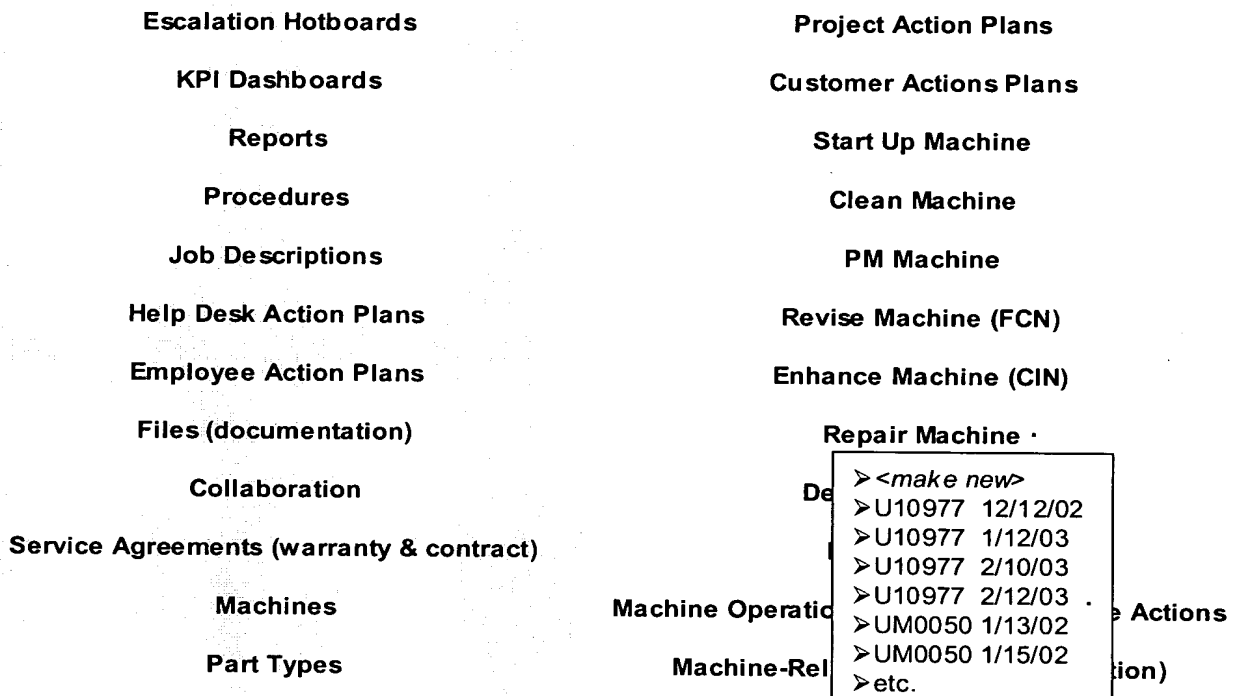 Escalation Hotboards
KPI Dashboards
Reports
Procedures
Job Descriptions
Help Desk Action Plans
Employee Action Plans
Files (documentation)
Collaboration
Service Agreements (warranty & contract)
Machines
Part Types
Project Action Plans
Customer Actions Plans
Start Up Machine
Clean Machine
PM Machine
Revise Machine (FCN)
Enhance Machine (CIN)
Repair Machine
De
Machine Operatio e Actions
Machine-Rel tion)
➢<make new>
➢U10977 12/12/02
➢U10977 1/12/03
➢U10977 2/10/03
➢U10977 2/12/03
➢UM0050 1/13/02
➢UM0050 1/15/02
➢etc.